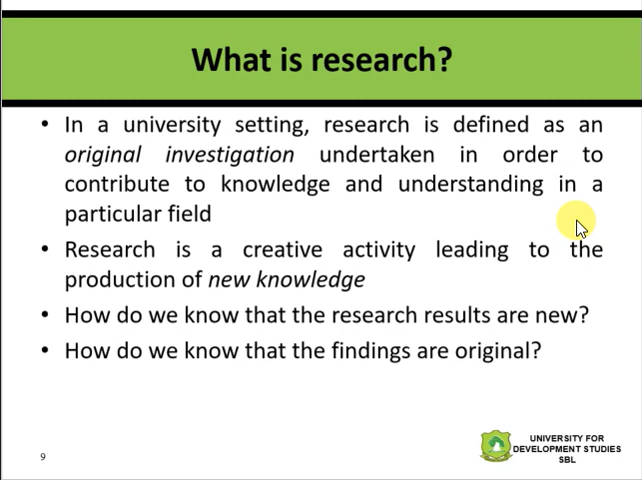 What is research?
• In a university setting, research is defined as an
original investigation undertaken in order to
contribute to knowledge and understanding in a
particular field
• Research is a creative activity leading to the
production of new knowledge
• How do we know that the research results are new?
• How do we know that the findings are original?
9
UNIVERSITY FOR
DEVELOPMENT STUDIES
SBL